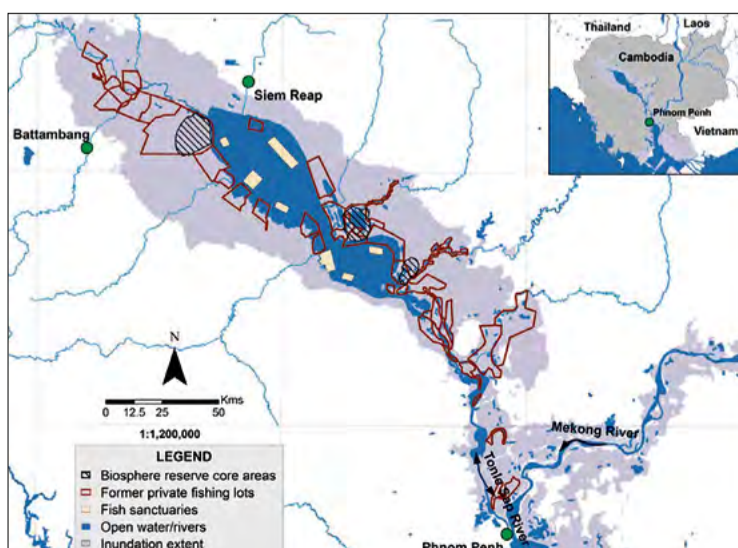 Thailand
Laos
Cambodia
Phnom Penh
Vietnam
Siem Reap
Battambang
N
Kms
0 12.5 25 50
1:1,200,000
LEGEND
Biosphere reserve core areas
Former private fishing lots
Fish sanctuaries
Open water/rivers
Inundation extent
Mekong River
Tonle Sap River
Phnom Penh